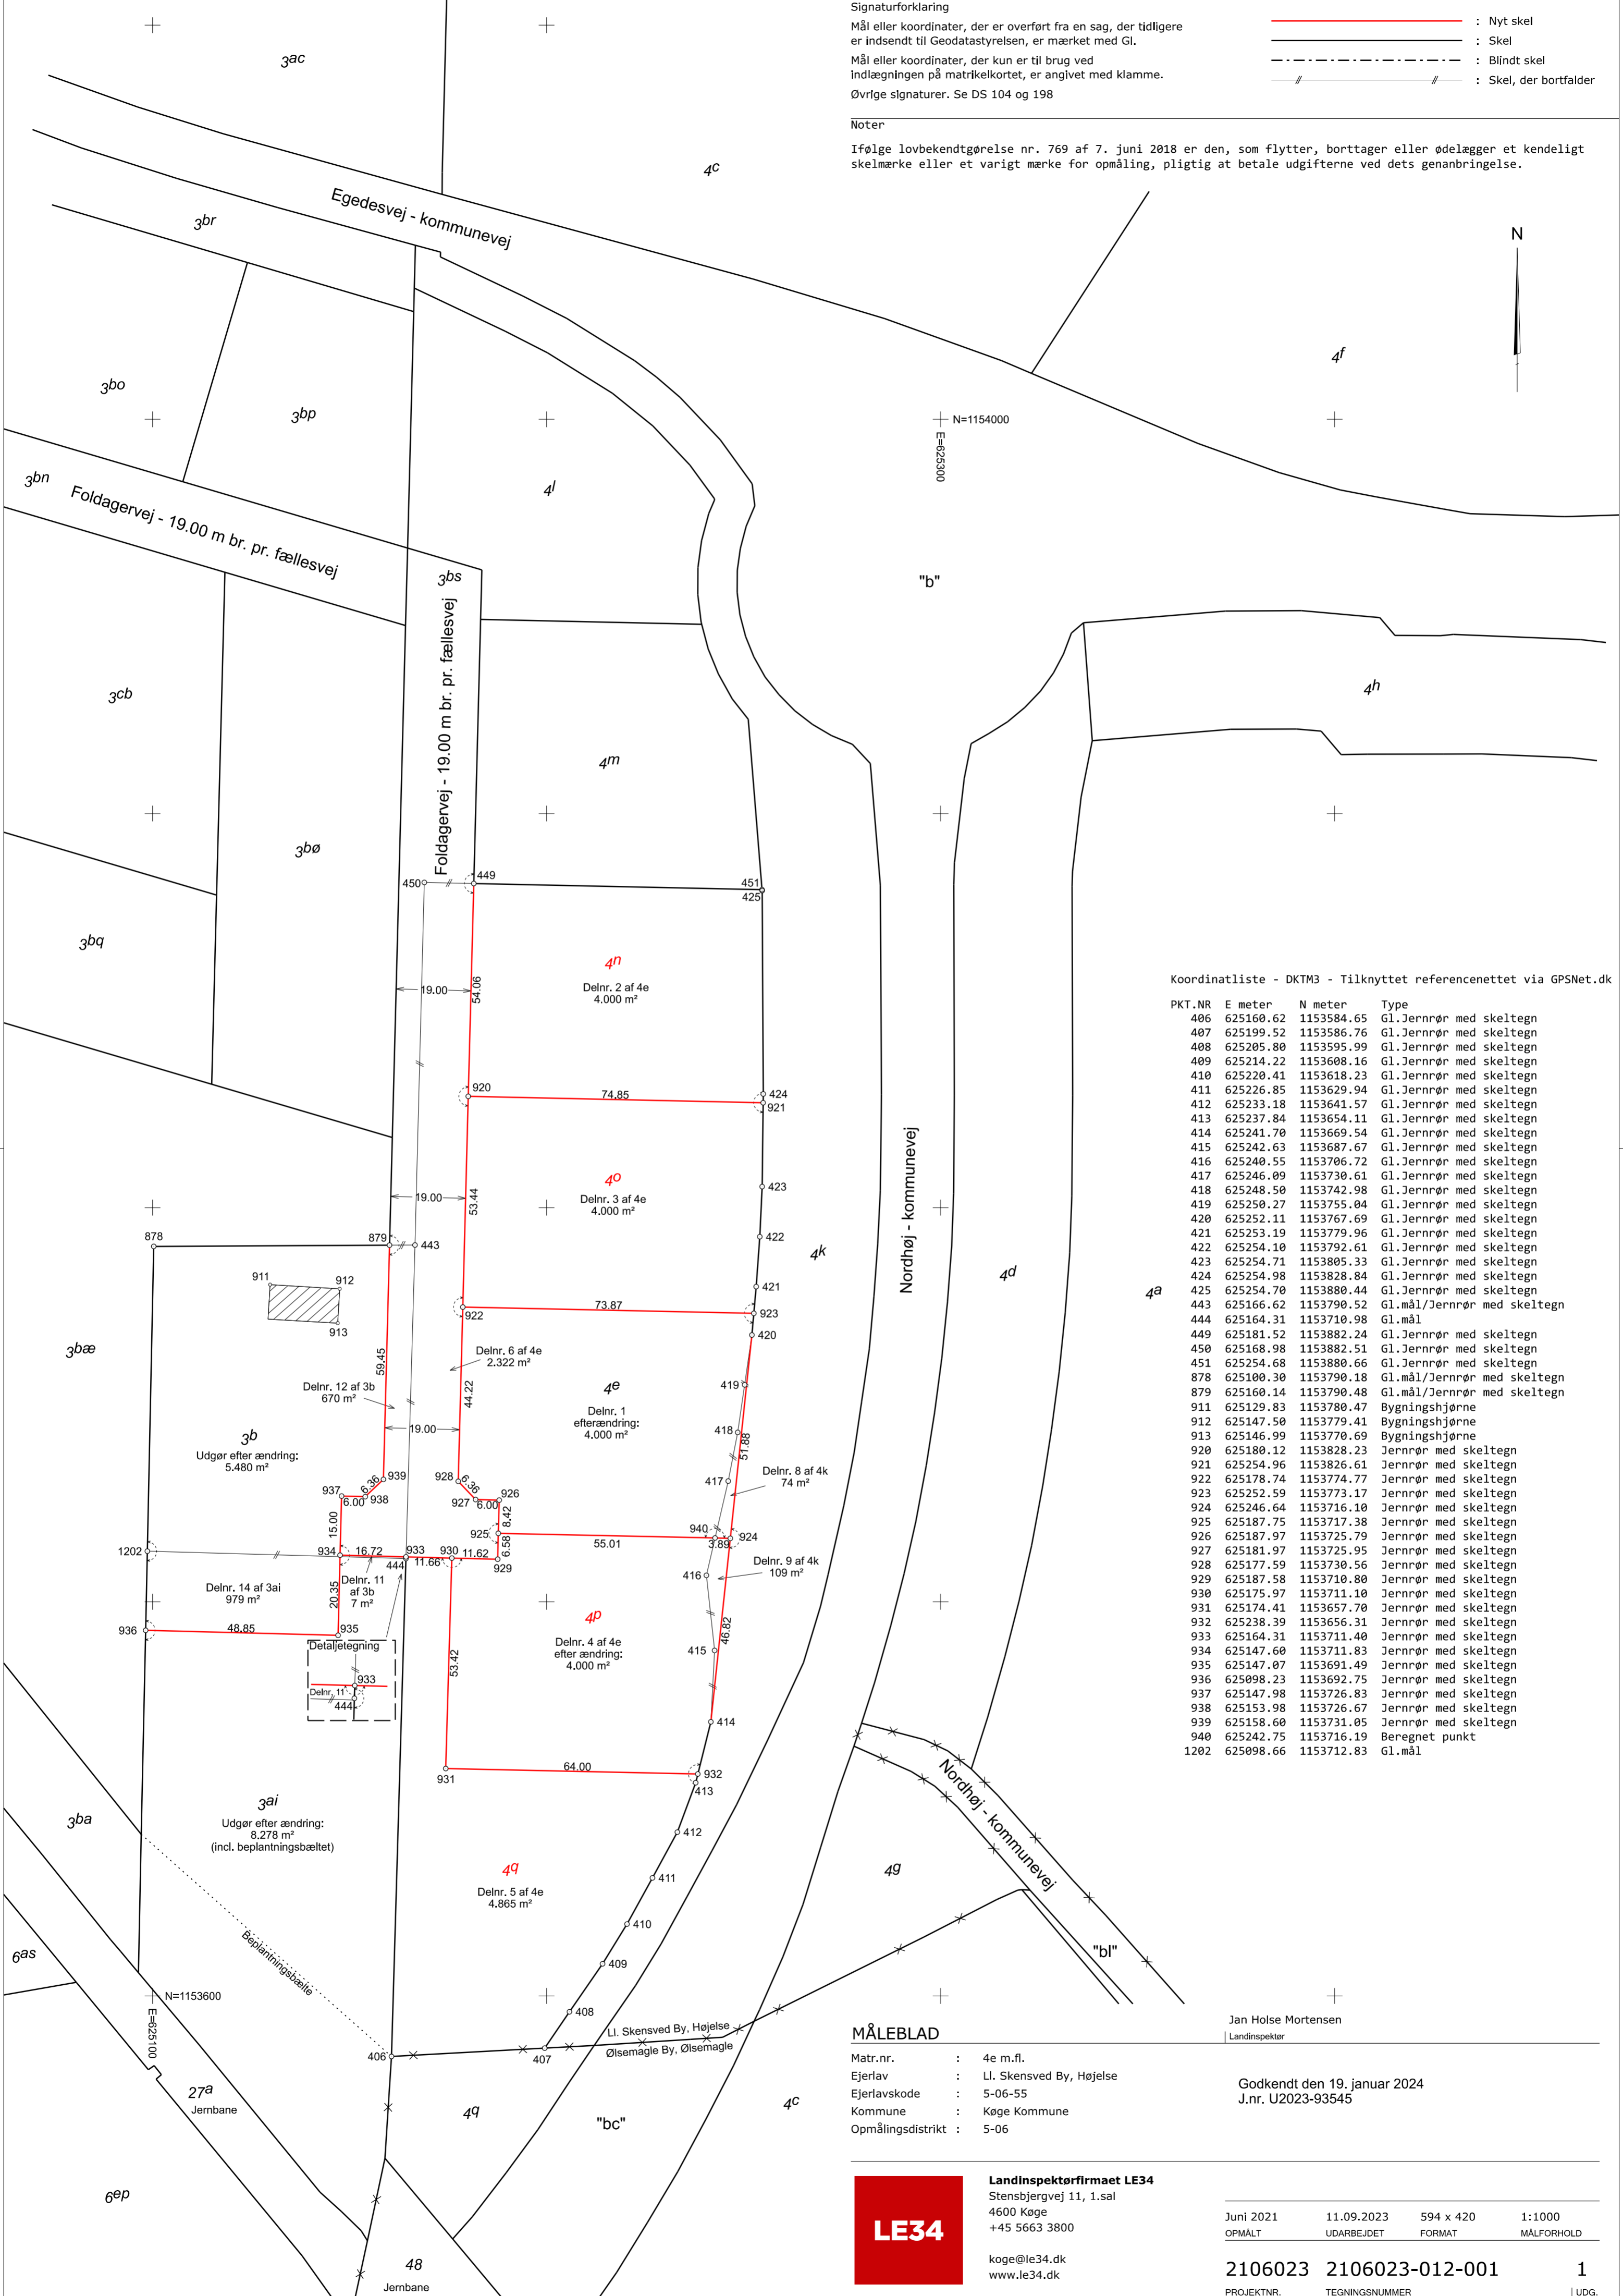 Signaturforklaring
Mål eller koordinater, der er overført fra en sag, der tidligere
er indsendt til Geodatastyrelsen, er mærket med Gl.
Mål eller koordinater, der kun er til brug ved
indlægningen på matrikelkortet, er angivet med klamme.
Øvrige signaturer. Se DS 104 og 198
: Nyt skel
: Skel
: Blindt skel
: Skel, der bortfalder
Noter
Ifølge lovbekendtgørelse nr. 769 af 7. juni 2018 er den, som flytter, borttager eller ødelægger et kendeligt
skelmærke eller et varigt mærke for opmåling, pligtig at betale udgifterne ved dets genanbringelse.
3ac
4c
Egedesvej - kommunevej
3br
N
4f
3bo
3bp
N=1154000
E=625300
3bn
Foldagervej - 19.00 m br. pr. fællesvej
4l
3bs
"b"
Foldagervej - 19.00 m br. pr. fællesvej
3cb
4h
4m
3bø
450
449
451
425
3bq
4n
Delnr. 2 af 4e
4.000 m²
19.00
54.06
920
74.85
424
921
4o
Delnr. 3 af 4e
4.000 m²
19.00
53.44
423
878
879
443
422
4k
Nordhøj - kommunevej
4d
4a
911
912
913
421
922
73.87
923
420
3bæ
59.45
Delnr. 6 af 4e
2.322 m²
Delnr. 12 af 3b
670 m²
44.22
4e
Delnr. 1
efterændring:
4.000 m²
419
19.00
418
51.88
3b
Udgør efter ændring:
5.480 m²
939
928
417
Delnr. 8 af 4k
74 m²
937
6.36
6.00
938
6.36
927
6.00
926
8.42
15.00
925
940
924
1202
934
16.72
933
444
930
11.66
11.62
6.58
929
55.01
3.89
Delnr. 9 af 4k
109 m²
416
Delnr. 14 af 3ai
979 m²
20.35
Delnr. 11
af 3b
7 m²
4p
Delnr. 4 af 4e
efter ændring:
4.000 m²
46.82
936
48.85
935
415
Detaljetegning
933
Delnr. 11
444
53.42
414
931
64.00
932
413
3ai
Udgør efter ændring:
8.278 m²
(incl. beplantningsbæltet)
3ba
412
411
4q
Delnr. 5 af 4e
4.865 m²
4g
Nordhøj - kommunevej
410
"bl"
6as
Beplantningsbælte
409
N=1153600
E=625100
408
Ll. Skensved By, Højelse
Ølsemagle By, Ølsemagle
406
407
27a
Jernbane
4q
"bc"
4c
6ep
48
Jernbane
Koordinatliste - DKTM3 - Tilknyttet referencenettet via GPSNet.dk
PKT.NR E meter N meter Type
406 625160.62 1153584.65 Gl.Jernrør med skeltegn
407 625199.52 1153586.76 Gl.Jernrør med skeltegn
408 625205.80 1153595.99 Gl.Jernrør med skeltegn
409 625214.22 1153608.16 Gl.Jernrør med skeltegn
410 625220.41 1153618.23 Gl.Jernrør med skeltegn
411 625226.85 1153629.94 Gl.Jernrør med skeltegn
412 625233.18 1153641.57 Gl.Jernrør med skeltegn
413 625237.84 1153654.11 Gl.Jernrør med skeltegn
414 625241.70 1153669.54 Gl.Jernrør med skeltegn
415 625242.63 1153687.67 Gl.Jernrør med skeltegn
416 625240.55 1153706.72 Gl.Jernrør med skeltegn
417 625246.09 1153730.61 Gl.Jernrør med skeltegn
418 625248.50 1153742.98 Gl.Jernrør med skeltegn
419 625250.27 1153755.04 Gl.Jernrør med skeltegn
420 625252.11 1153767.69 Gl.Jernrør med skeltegn
421 625253.19 1153779.96 Gl.Jernrør med skeltegn
422 625254.10 1153792.61 Gl.Jernrør med skeltegn
423 625254.71 1153805.33 Gl.Jernrør med skeltegn
424 625254.98 1153828.84 Gl.Jernrør med skeltegn
425 625254.70 1153880.44 Gl.Jernrør med skeltegn
443 625166.62 1153790.52 Gl.mål/Jernrør med skeltegn
444 625164.31 1153710.98 Gl.mål
449 625181.52 1153882.24 Gl.Jernrør med skeltegn
450 625168.98 1153882.51 Gl.Jernrør med skeltegn
451 625254.68 1153880.66 Gl.Jernrør med skeltegn
878 625100.30 1153790.18 Gl.mål/Jernrør med skeltegn
879 625160.14 1153790.48 Gl.mål/Jernrør med skeltegn
911 625129.83 1153780.47 Bygningshjørne
912 625147.50 1153779.41 Bygningshjørne
913 625146.99 1153770.69 Bygningshjørne
920 625180.12 1153828.23 Jernrør med skeltegn
921 625254.96 1153826.61 Jernrør med skeltegn
922 625178.74 1153774.77 Jernrør med skeltegn
923 625252.59 1153773.17 Jernrør med skeltegn
924 625246.64 1153716.10 Jernrør med skeltegn
925 625187.75 1153717.38 Jernrør med skeltegn
926 625187.97 1153725.79 Jernrør med skeltegn
927 625181.97 1153725.95 Jernrør med skeltegn
928 625177.59 1153730.56 Jernrør med skeltegn
929 625187.58 1153710.80 Jernrør med skeltegn
930 625175.97 1153711.10 Jernrør med skeltegn
931 625174.41 1153657.70 Jernrør med skeltegn
932 625238.39 1153656.31 Jernrør med skeltegn
933 625164.31 1153711.40 Jernrør med skeltegn
934 625147.60 1153711.83 Jernrør med skeltegn
935 625147.07 1153691.49 Jernrør med skeltegn
936 625098.23 1153692.75 Jernrør med skeltegn
937 625147.98 1153726.83 Jernrør med skeltegn
938 625153.98 1153726.67 Jernrør med skeltegn
939 625158.60 1153731.05 Jernrør med skeltegn
940 625242.75 1153716.19 Beregnet punkt
1202 625098.66 1153712.83 Gl.mål
MÅLEBLAD
Jan Holse Mortensen
Landinspektør
Matr.nr. : 4e m.fl.
Ejerlav : Ll. Skensved By, Højelse
Ejerlavskode : 5-06-55
Kommune : Køge Kommune
Opmålingsdistrikt : 5-06
Godkendt den 19. januar 2024
J.nr. U2023-93545
LE34
Landinspektørfirmaet LE34
Stensbjergvej 11, 1.sal
4600 Køge
+45 5663 3800
koge@le34.dk
www.le34.dk
Juni 2021 11.09.2023 594 x 420 1:1000
OPMÅLT UDARBEJDET FORMAT MÅLFORHOLD
2106023 2106023-012-001 1
PROJEKTNR. TEGNINGSNUMMER UDG.